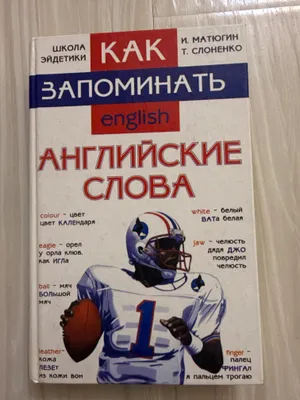 ШКОЛА
ЭЙДЕТИКИ
КАК
И. МАТЮГИН
Т. СЛОНЕНКО
ЗАПОМИНАТЬ
english
АНГЛИЙСКИЕ
СЛОВА
colour - цвет
цвет КАЛЕНдаря
white - белый
ВАТа белая
eagle - орел
у орла клюв,
как ИГла
jaw - челюсть
дядя ДЖО
повредил
челюсть
ball - мяч
БОЛьшой
мяч
1
leather -
кожа
ЛЕЗЕТ
из кожи вон
finger -
палец
ФИНГАЛ
я пальцем трогаю